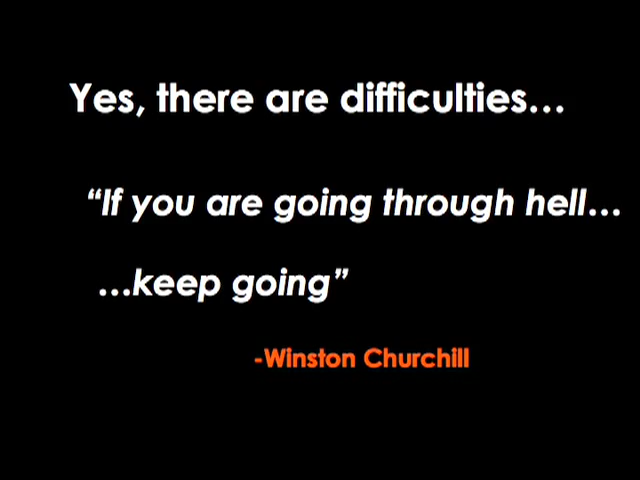 Yes, there are difficulties…
“If you are going through hell…
…keep going”
-Winston Churchill